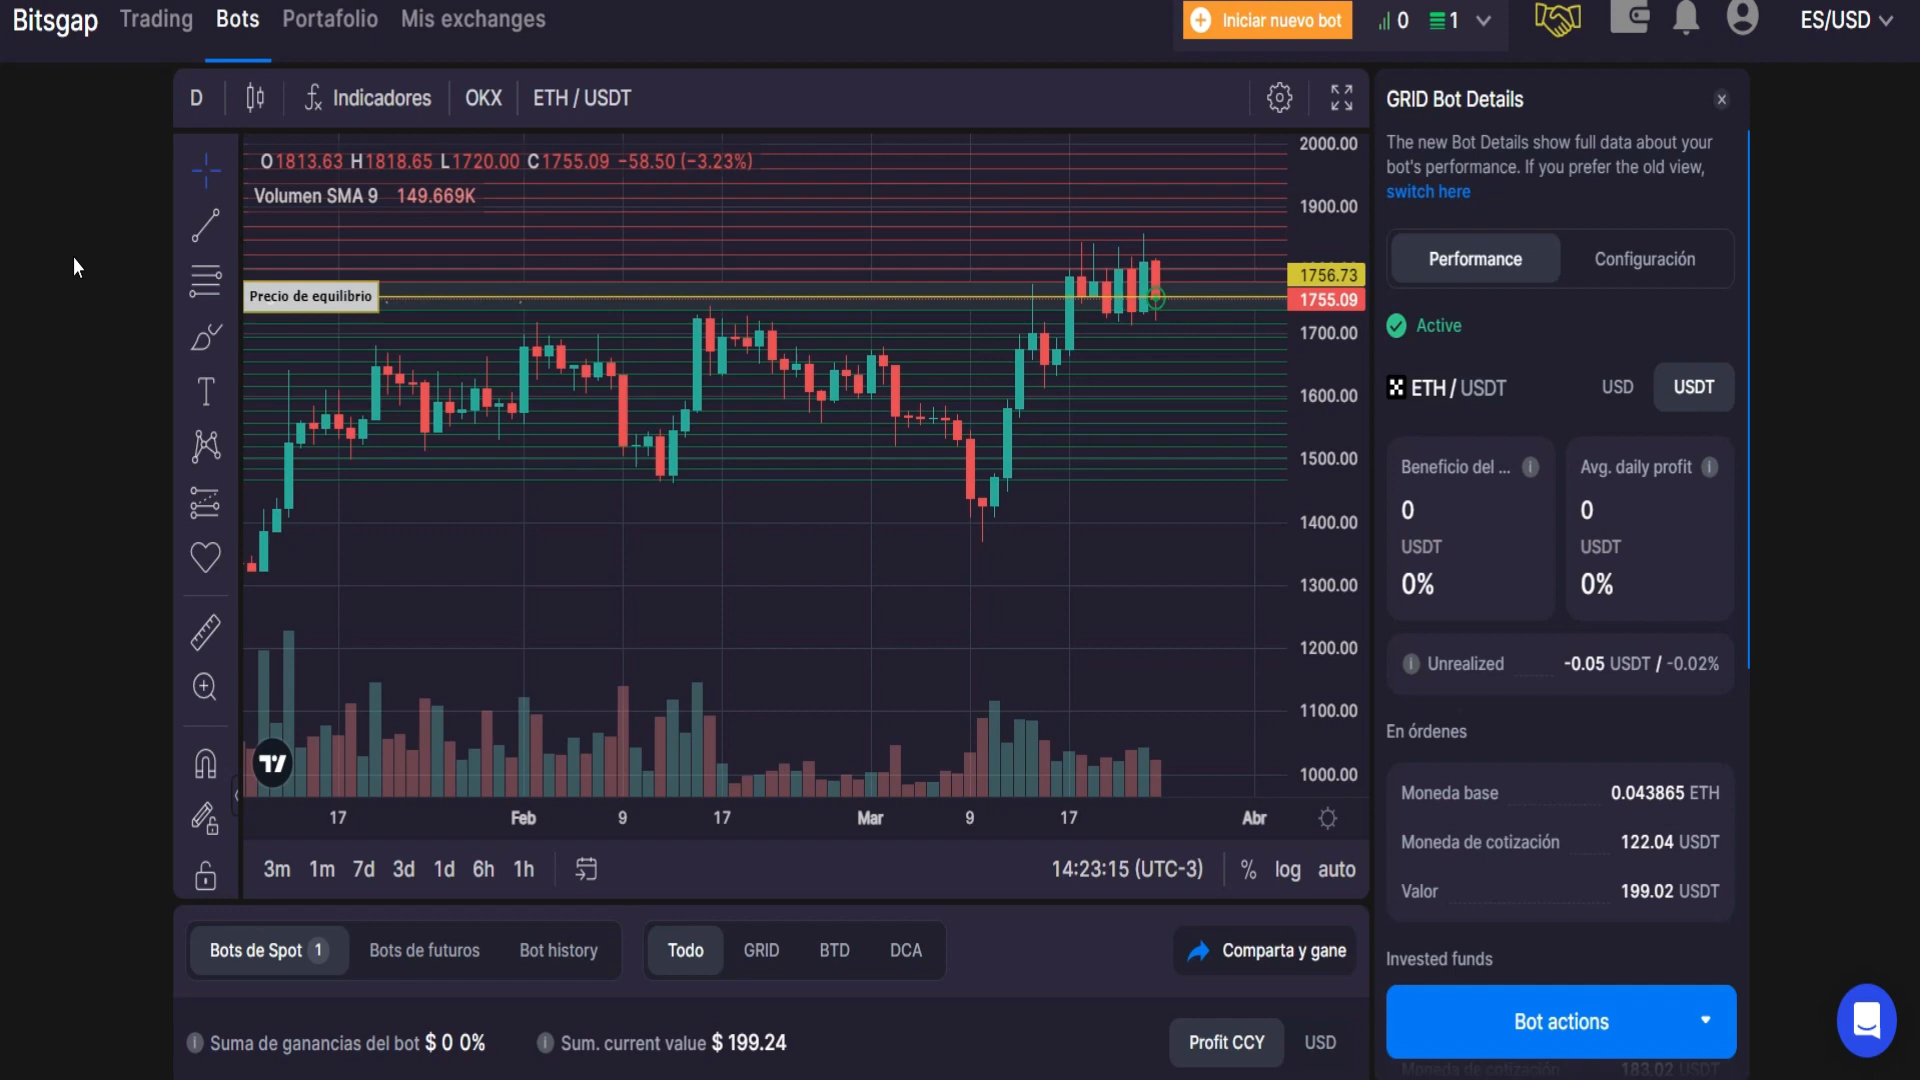 Bitsgap Trading Bots Portafolio Mis exchanges Iniciar nuevo bot 0 1 ES/USD
D Indicadores OKX ETH / USDT
O1813.63 H1818.65 L1720.00 C1755.09 −58.50 (−3.23%)
Volumen SMA 9 149.669K
Precio de equilibrio
2000.00
1900.00
1756.73
1755.09
1700.00
1600.00
1500.00
1400.00
1300.00
1200.00
1100.00
1000.00
17 Feb 9 17 Mar 9 17 Abr
3m 1m 7d 3d 1d 6h 1h 14:23:15 (UTC-3) % log auto
Bots de Spot 1 Bots de futuros Bot history Todo GRID BTD DCA Comparta y gane
Suma de ganancias del bot $ 0 0% Sum. current value $ 199.24 Profit CCY USD
GRID Bot Details
The new Bot Details show full data about your
bot's performance. If you prefer the old view,
switch here
Performance Configuración
Active
ETH / USDT USD USDT
Beneficio del ... Avg. daily profit
0 0
USDT USDT
0% 0%
Unrealized -0.05 USDT / -0.02%
En órdenes
Moneda base 0.043865 ETH
Moneda de cotización 122.04 USDT
Valor 199.02 USDT
Invested funds
Bot actions
Moneda de cotización 183.02 USDT